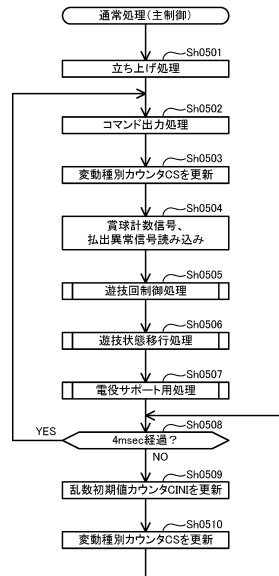 通常処理(主制御)
Sh0501
立ち上げ処理
Sh0502
コマンド出力処理
Sh0503
変動種別カウンタCSを更新
Sh0504
賞球計数信号、
払出異常信号読み込み
Sh0505
遊技回制御処理
Sh0506
遊技状態移行処理
Sh0507
電役サポート用処理
Sh0508
YES
4msec経過?
NO
Sh0509
乱数初期値カウンタCINIを更新
Sh0510
変動種別カウンタCSを更新